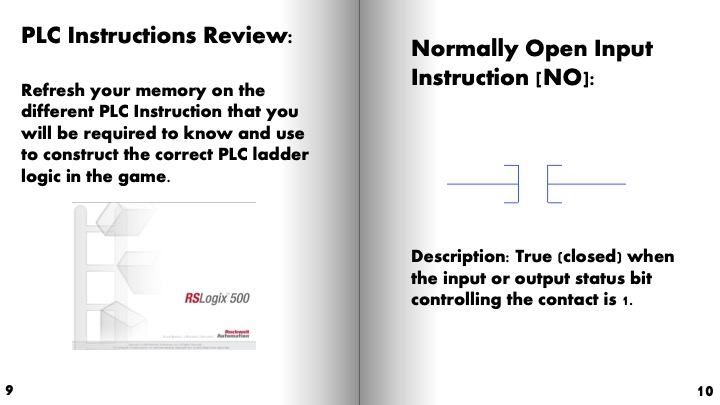 PLC Instructions Review:
Refresh your memory on the
different PLC Instruction that you
will be required to know and use
to construct the correct PLC ladder
logic in the game.
RSLogix 500
Rockwell
Automation
9
Normally Open Input
Instruction [NO]:
Description: True (closed) when
the input or output status bit
controlling the contact is 1.
10